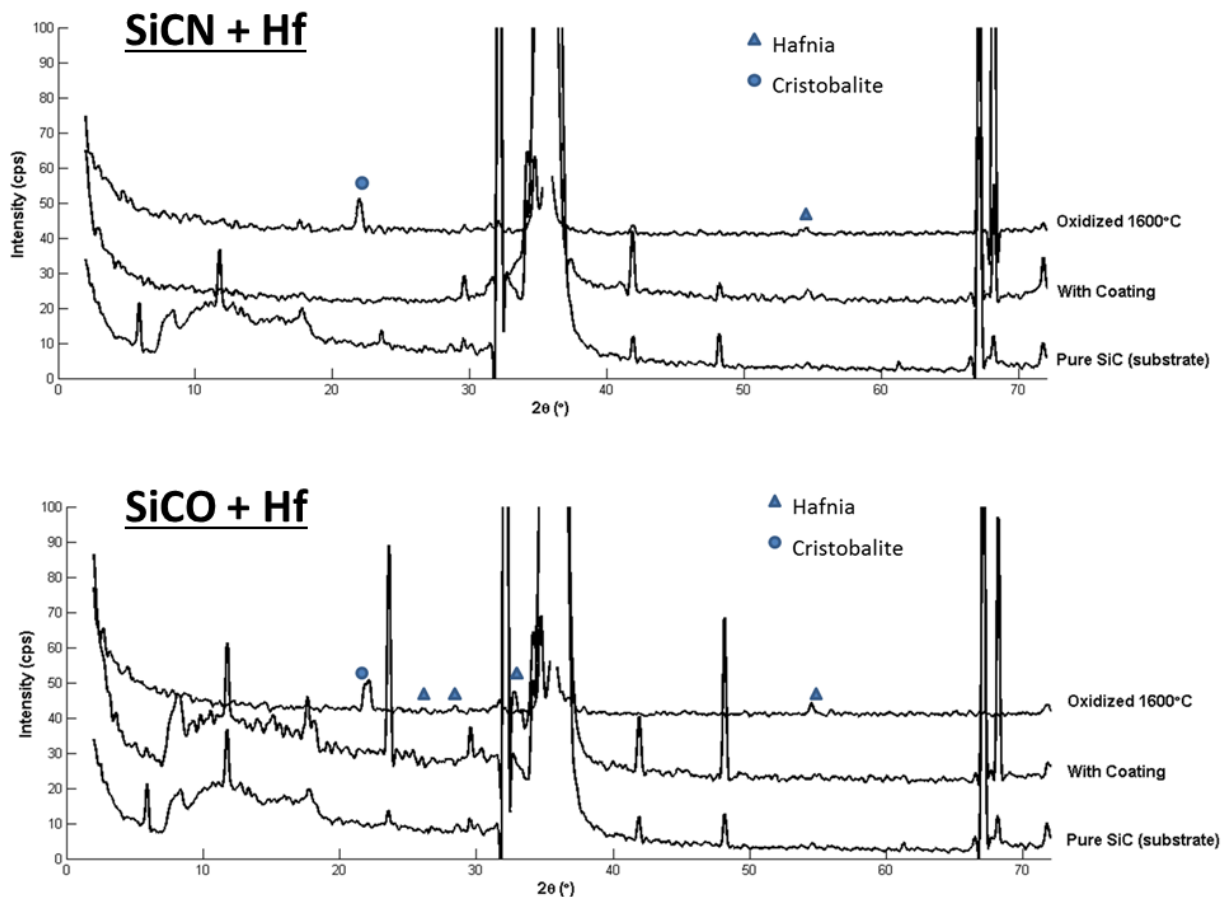 SiCN + Hf
Hafnia
Cristobalite
100
90
80
70
60
50
40
30
20
10
0
Intensity (cps)
Oxidized 1600°C
With Coating
Pure SiC (substrate)
0 10 20 30 40 50 60 70
2θ (°)
SiCO + Hf
Hafnia
Cristobalite
100
90
80
70
60
50
40
30
20
10
0
Intensity (cps)
Oxidized 1600°C
With Coating
Pure SiC (substrate)
0 10 20 30 40 50 60 70
2θ (°)